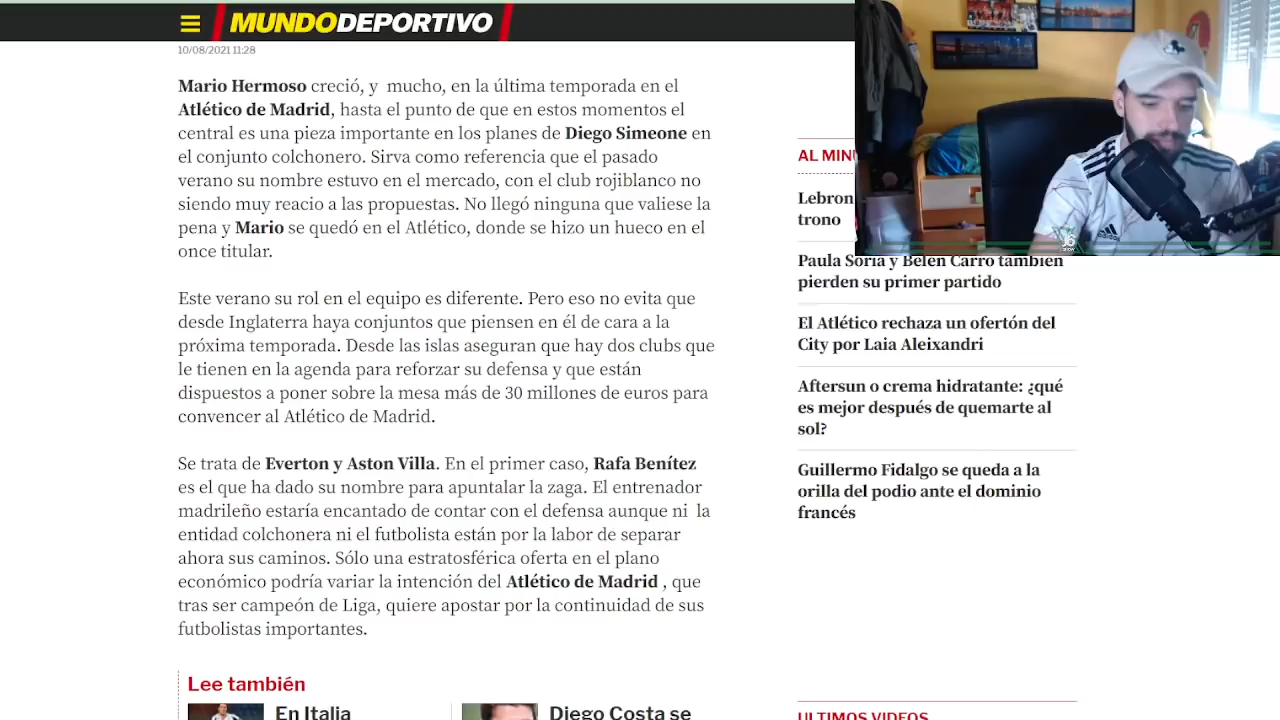 MUNDODEPORTIVO
10/08/2021 11:28
Mario Hermoso creció, y mucho, en la última temporada en el
Atlético de Madrid, hasta el punto de que en estos momentos el
central es una pieza importante en los planes de Diego Simeone en
el conjunto colchonero. Sirva como referencia que el pasado
verano su nombre estuvo en el mercado, con el club rojiblanco no
siendo muy reacio a las propuestas. No llegó ninguna que valiese la
pena y Mario se quedó en el Atlético, donde se hizo un hueco en el
once titular.
Este verano su rol en el equipo es diferente. Pero eso no evita que
desde Inglaterra haya conjuntos que piensen en él de cara a la
próxima temporada. Desde las islas aseguran que hay dos clubs que
le tienen en la agenda para reforzar su defensa y que están
dispuestos a poner sobre la mesa más de 30 millones de euros para
convencer al Atlético de Madrid.
Se trata de Everton y Aston Villa. En el primer caso, Rafa Benítez
es el que ha dado su nombre para apuntalar la zaga. El entrenador
madrileño estaría encantado de contar con el defensa aunque ni la
entidad colchonera ni el futbolista están por la labor de separar
ahora sus caminos. Sólo una estratosférica oferta en el plano
económico podría variar la intención del Atlético de Madrid , que
tras ser campeón de Liga, quiere apostar por la continuidad de sus
futbolistas importantes.
Lee también
En Italia
Diego Costa se
AL MINU
Lebron
trono
Paula Soria y Belén Carro también
pierden su primer partido
El Atlético rechaza un ofertón del
City por Laia Aleixandri
Aftersun o crema hidratante: ¿qué
es mejor después de quemarte al
sol?
Guillermo Fidalgo se queda a la
orilla del podio ante el dominio
francés
ULTIMOS VIDEOS
adidas